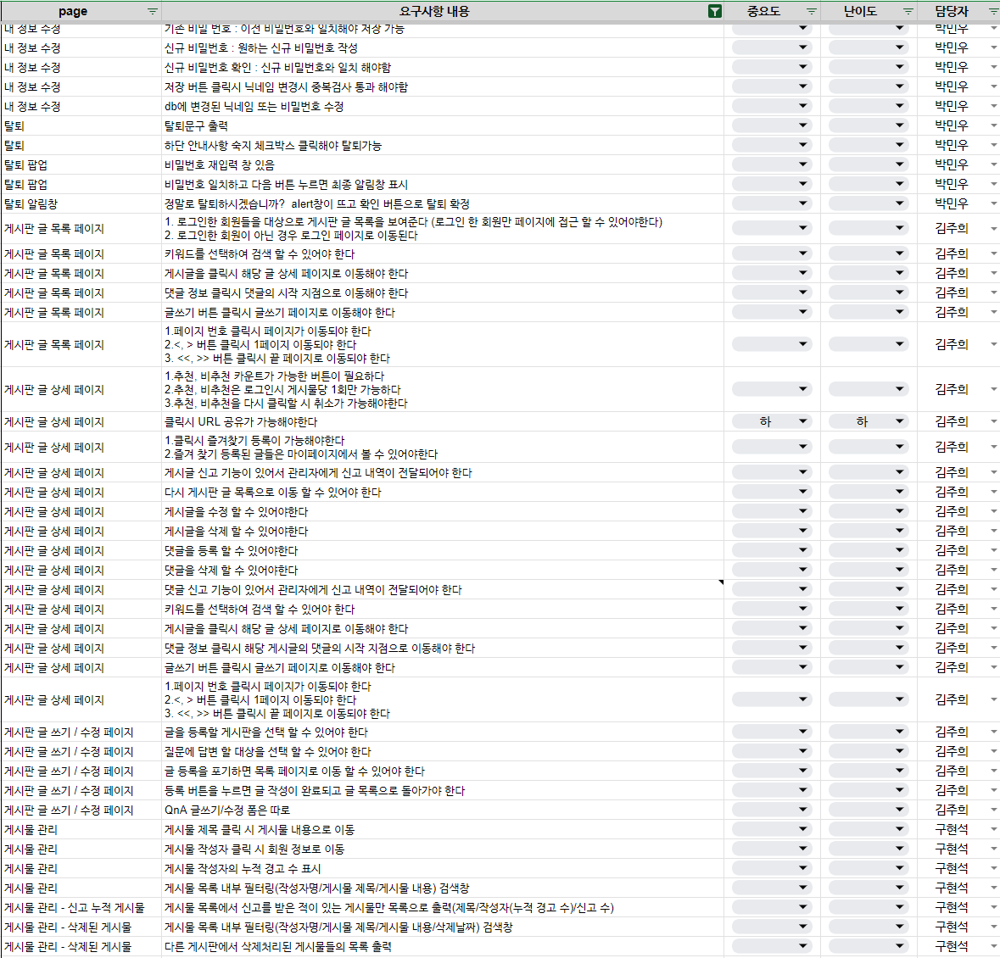 page 요구사항 내용 중요도 난이도 담당자
내 정보 수정 기존 비밀 번호 : 이전 비밀번호와 일치해야 저장 가능 박민우
내 정보 수정 신규 비밀번호 : 원하는 신규 비밀번호 작성 박민우
내 정보 수정 신규 비밀번호 확인 : 신규 비밀번호와 일치 해야함 박민우
내 정보 수정 저장 버튼 클릭시 닉네임 변경시 중복검사 통과 해야함 박민우
내 정보 수정 db에 변경된 닉네임 또는 비밀번호 수정 박민우
탈퇴 탈퇴문구 출력 박민우
탈퇴 하단 안내사항 숙지 체크박스 클릭해야 탈퇴가능 박민우
탈퇴 팝업 비밀번호 재입력 창 있음 박민우
탈퇴 팝업 비밀번호 일치하고 다음 버튼 누르면 최종 알림창 표시 박민우
탈퇴 알림창 정말로 탈퇴하시겠습니까? alert창이 뜨고 확인 버튼으로 탈퇴 확정 박민우
게시판 글 목록 페이지 1. 로그인한 회원들을 대상으로 게시판 글 목록을 보여준다 (로그인 한 회원만 페이지에 접근 할 수 있어야한다) 김주희
2. 로그인한 회원이 아닌 경우 로그인 페이지로 이동된다
게시판 글 목록 페이지 키워드를 선택하여 검색 할 수 있어야 한다 김주희
게시판 글 목록 페이지 게시글을 클릭시 해당 글 상세 페이지로 이동해야 한다 김주희
게시판 글 목록 페이지 댓글 정보 클릭시 댓글의 시작 지점으로 이동해야 한다 김주희
게시판 글 목록 페이지 글쓰기 버튼 클릭시 글쓰기 페이지로 이동해야 한다 김주희
게시판 글 목록 페이지 1.페이지 번호 클릭시 페이지가 이동되야 한다 김주희
2.<, > 버튼 클릭시 1페이지 이동되야 한다
3. <<, >> 버튼 클릭시 끝 페이지로 이동되야 한다
게시판 글 상세 페이지 1.추천, 비추천 카운트가 가능한 버튼이 필요하다 김주희
2.추천, 비추천은 로그인시 게시물당 1회만 가능하다
3.추천, 비추천을 다시 클릭할 시 취소가 가능해야한다
게시판 글 상세 페이지 클릭시 URL 공유가 가능해야한다 하 하 김주희
게시판 글 상세 페이지 1.클릭시 즐겨찾기 등록이 가능해야한다 김주희
2.즐겨 찾기 등록된 글들은 마이페이지에서 볼 수 있어야한다
게시판 글 상세 페이지 게시글 신고 기능이 있어서 관리자에게 신고 내역이 전달되어야 한다 김주희
게시판 글 상세 페이지 다시 게시판 글 목록으로 이동 할 수 있어야 한다 김주희
게시판 글 상세 페이지 게시글을 수정 할 수 있어야한다 김주희
게시판 글 상세 페이지 게시글을 삭제 할 수 있어야한다 김주희
게시판 글 상세 페이지 댓글을 등록 할 수 있어야한다 김주희
게시판 글 상세 페이지 댓글을 삭제 할 수 있어야한다 김주희
게시판 글 상세 페이지 댓글 신고 기능이 있어서 관리자에게 신고 내역이 전달되어야 한다 김주희
게시판 글 상세 페이지 키워드를 선택하여 검색 할 수 있어야 한다 김주희
게시판 글 상세 페이지 게시글을 클릭시 해당 글 상세 페이지로 이동해야 한다 김주희
게시판 글 상세 페이지 댓글 정보 클릭시 해당 게시글의 댓글의 시작 지점으로 이동해야 한다 김주희
게시판 글 상세 페이지 글쓰기 버튼 클릭시 글쓰기 페이지로 이동해야 한다 김주희
게시판 글 상세 페이지 1.페이지 번호 클릭시 페이지가 이동되야 한다 김주희
2.<, > 버튼 클릭시 1페이지 이동되야 한다
3. <<, >> 버튼 클릭시 끝 페이지로 이동되야 한다
게시판 글 쓰기 / 수정 페이지 글을 등록할 게시판을 선택 할 수 있어야 한다 김주희
게시판 글 쓰기 / 수정 페이지 질문에 답변 할 대상을 선택 할 수 있어야 한다 김주희
게시판 글 쓰기 / 수정 페이지 글 등록을 포기하면 목록 페이지로 이동 할 수 있어야 한다 김주희
게시판 글 쓰기 / 수정 페이지 등록 버튼을 누르면 글 작성이 완료되고 글 목록으로 돌아가야 한다 김주희
게시판 글 쓰기 / 수정 페이지 QnA 글쓰기/수정 폼은 따로 김주희
게시물 관리 게시물 제목 클릭 시 게시물 내용으로 이동 구현석
게시물 관리 게시물 작성자 클릭 시 회원 정보로 이동 구현석
게시물 관리 게시물 작성자의 누적 경고 수 표시 구현석
게시물 관리 게시물 목록 내부 필터링(작성자명/게시물 제목/게시물 내용) 검색창 구현석
게시물 관리 - 신고 누적 게시물 게시물 목록에서 신고를 받은 적이 있는 게시물만 목록으로 출력(제목/작성자(누적 경고 수)/신고 수) 구현석
게시물 관리 - 삭제된 게시물 게시물 목록 내부 필터링(작성자명/게시물 제목/게시물 내용/삭제날짜) 검색창 구현석
게시물 관리 - 삭제된 게시물 다른 게시판에서 삭제처리된 게시물들의 목록 출력 구현석